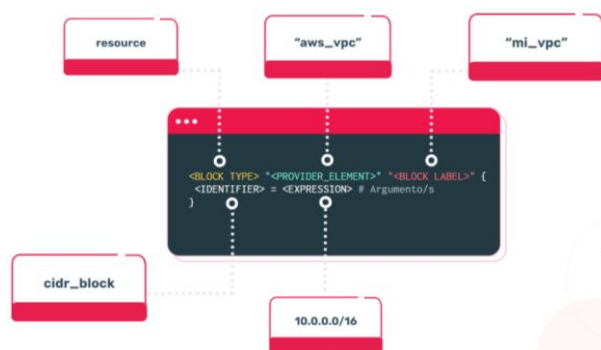 resource
“aws_vpc”
“mi_vpc”
<BLOCK TYPE> "<PROVIDER_ELEMENT>" "<BLOCK LABEL>" {
<IDENTIFIER> = <EXPRESSION> # Argumento/s
}
cidr_block
10.0.0.0/16